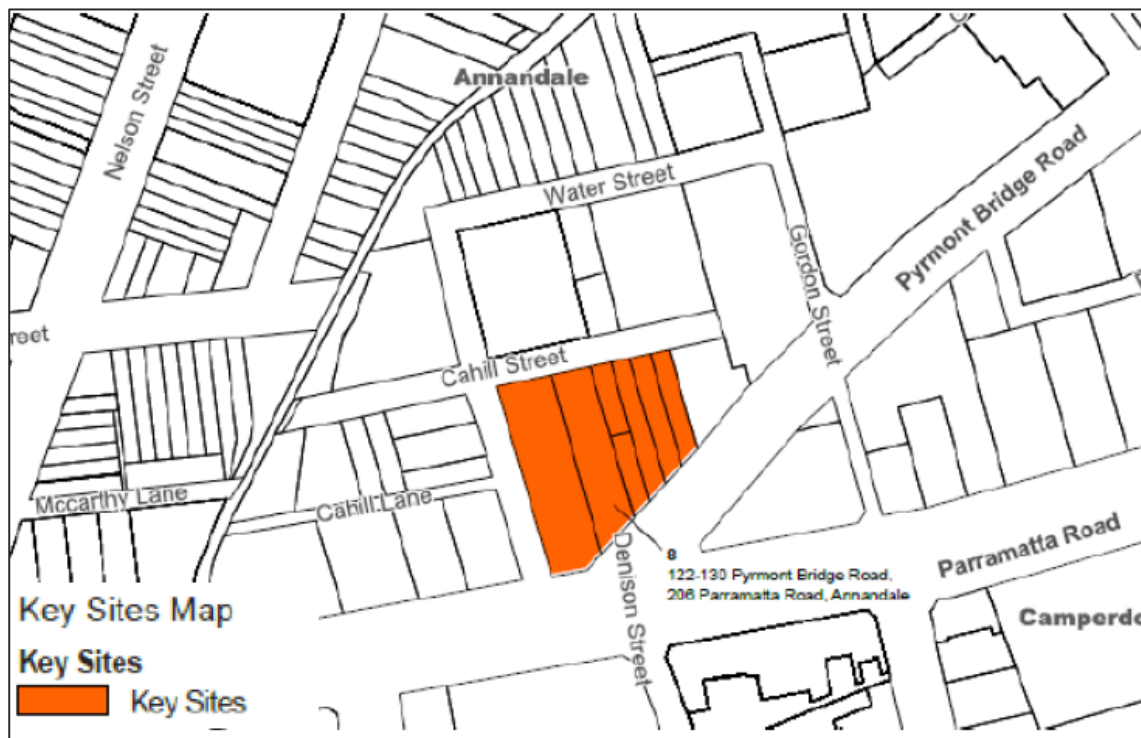 Annandale
Nelson Street
Water Street
Pyrmont Bridge Road
Gordon Street
reet
Cahill Street
Mccarthy Lane
Cahill Lane
Denison Street
8
122-130 Pyrmont Bridge Road,
206 Parramatta Road, Annandale
Parramatta Road
Camperdo
Key Sites Map
Key Sites
Key Sites